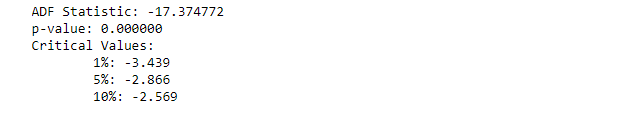 ADF Statistic: -17.374772
p-value: 0.000000
Critical Values:
1%: -3.439
5%: -2.866
10%: -2.569